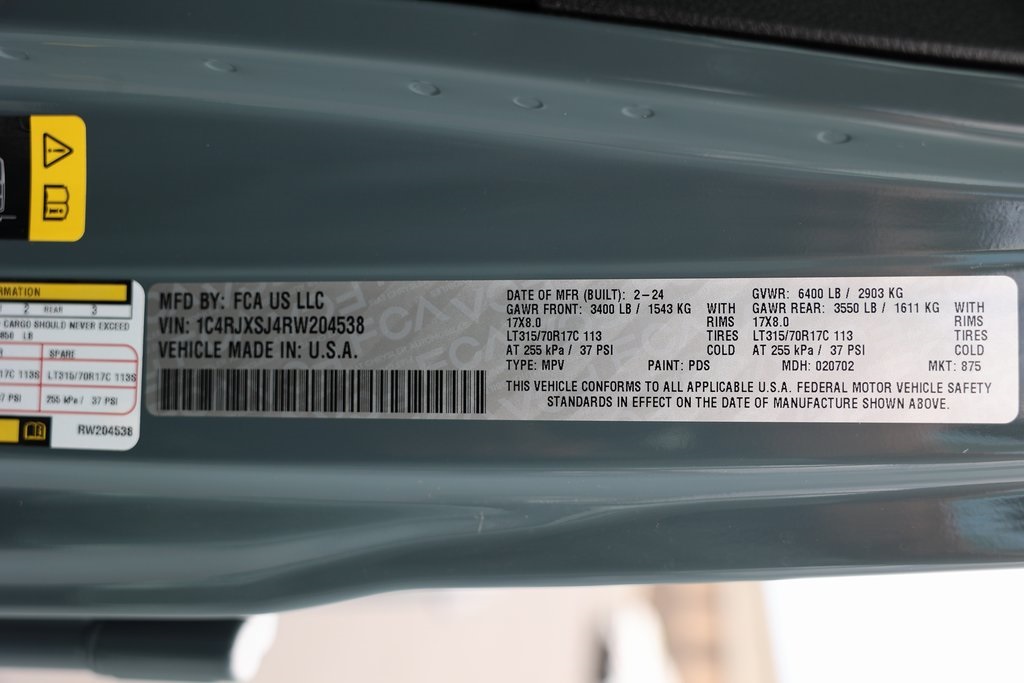 RMATION
2 REAR 3
CARGO SHOULD NEVER EXCEED
LB
SPARE
17C 113S LT315/70R17C 113S
37 PSI 255 kPa / 37 PSI
RW204538
MFD BY: FCA US LLC
VIN: 1C4RJXSJ4RW204538
VEHICLE MADE IN: U.S.A.
DATE OF MFR (BUILT): 2-24 GVWR: 6400 LB / 2903 KG
GAWR FRONT: 3400 LB / 1543 KG WITH GAWR REAR: 3550 LB / 1611 KG WITH
17X8.0 RIMS 17X8.0 RIMS
LT315/70R17C 113 TIRES LT315/70R17C 113 TIRES
AT 255 kPa / 37 PSI COLD AT 255 kPa / 37 PSI COLD
TYPE: MPV PAINT: PDS MDH: 020702 MKT: 875
THIS VEHICLE CONFORMS TO ALL APPLICABLE U.S.A. FEDERAL MOTOR VEHICLE SAFETY
STANDARDS IN EFFECT ON THE DATE OF MANUFACTURE SHOWN ABOVE.